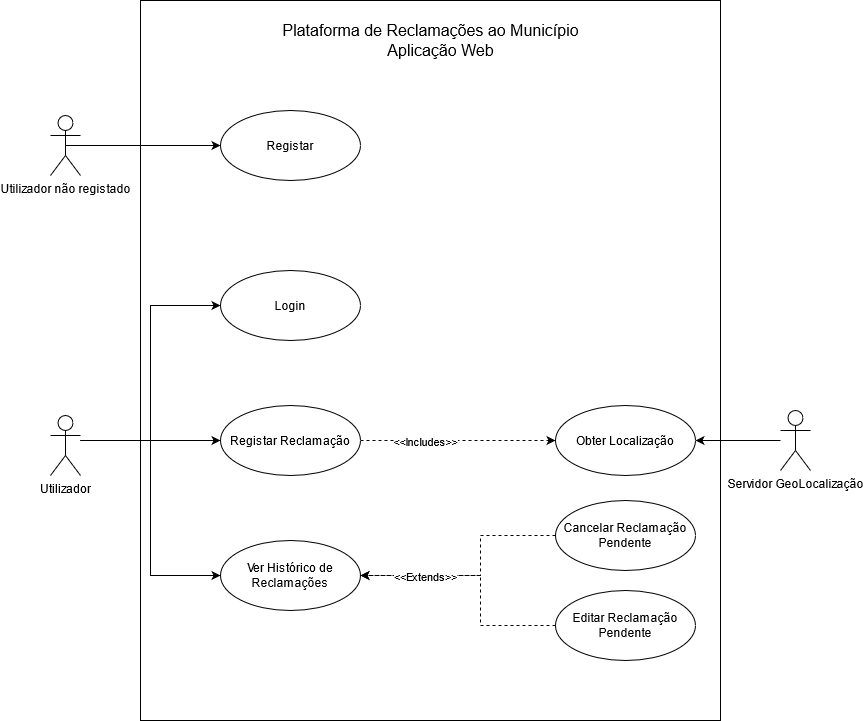 Plataforma de Reclamações ao Município
Aplicação Web
Registar
Utilizador não registado
Login
Registar Reclamação
<<Includes>>
Obter Localização
Utilizador
Servidor GeoLocalização
Cancelar Reclamação
Pendente
Ver Histórico de
Reclamações
<<Extends>>
Editar Reclamação
Pendente